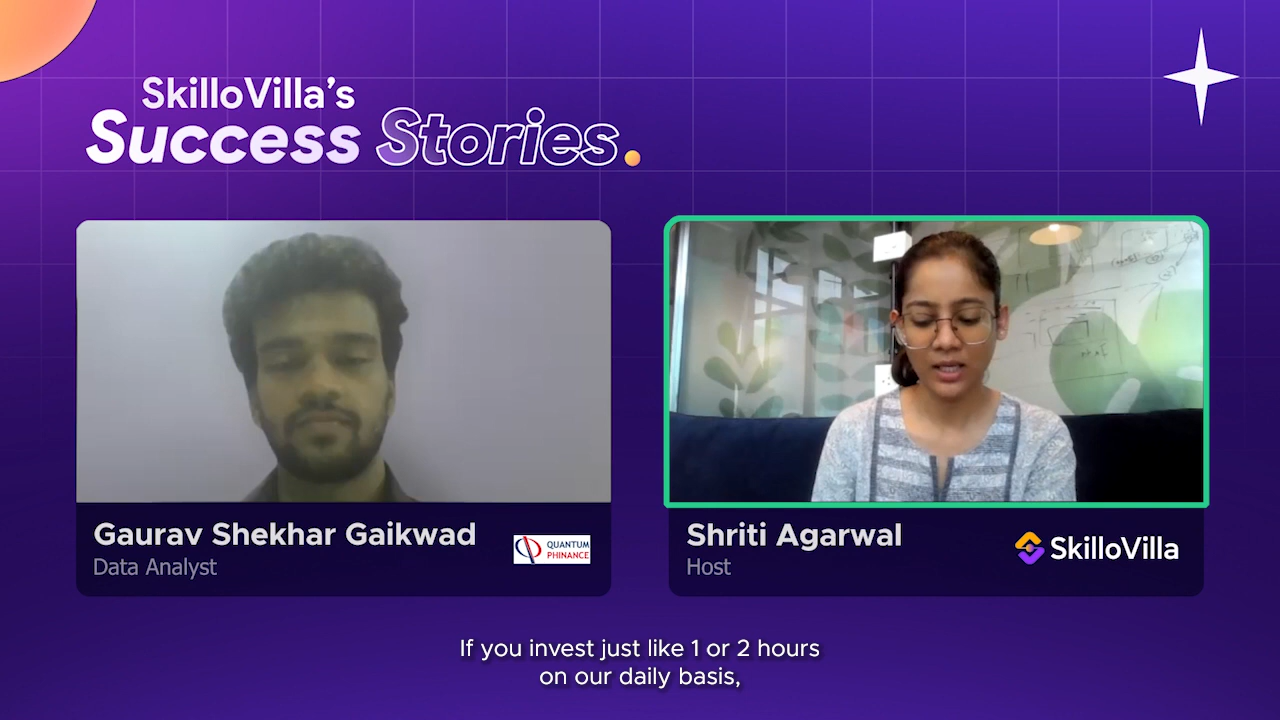 SkilloVilla's
Success Stories.
Gaurav Shekhar Gaikwad
Data Analyst
QUANTUM
PHINANCE
Shriti Agarwal
Host
SkilloVilla
If you invest just like 1 or 2 hours
on our daily basis,